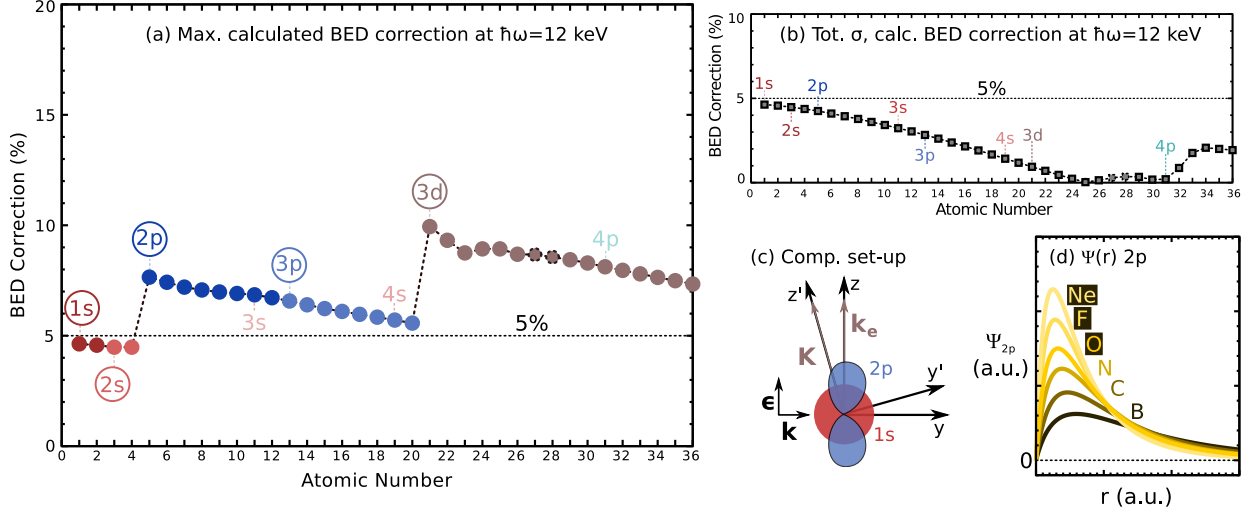 (a) Max. calculated BED correction at ħω=12 keV
BED Correction (%)
20
15
10
5
0
1s
2s
2p
3s
3p
4s
3d
4p
5%
0 2 4 6 8 10 12 14 16 18 20 22 24 26 28 30 32 34 36
Atomic Number
(b) Tot. σ, calc. BED correction at ħω=12 keV
BED Correction (%)
10
5
0
1s
2s
2p
3s
3p
4s
3d
4p
5%
0 2 4 6 8 10 12 14 16 18 20 22 24 26 28 30 32 34 36
Atomic Number
(c) Comp. set-up
z'
z
k_e
K
2p
y'
ϵ
k
1s
y
(d) Ψ(r) 2p
Ne
F
O
N
C
B
Ψ2p
(a.u.)
0
r (a.u.)